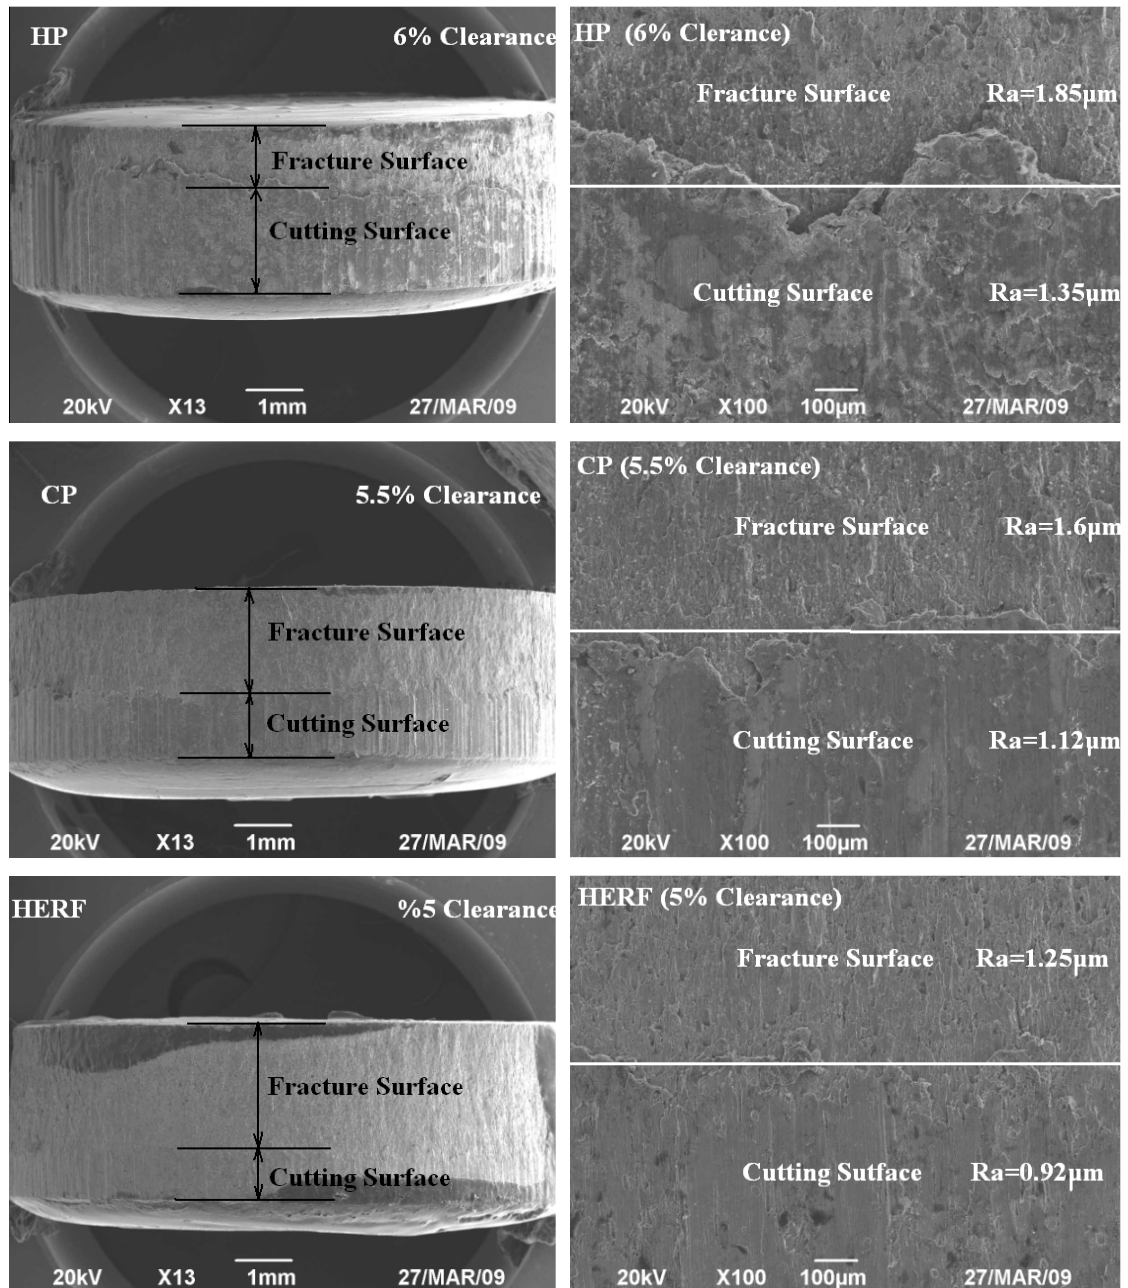 HP 6% Clearance
Fracture Surface
Cutting Surface
20kV X13 1mm 27/MAR/09
HP (6% Clerance)
Fracture Surface Ra=1.85µm
Cutting Surface Ra=1.35µm
20kV X100 100µm 27/MAR/09
CP 5.5% Clearance
Fracture Surface
Cutting Surface
20kV X13 1mm 27/MAR/09
CP (5.5% Clearance)
Fracture Surface Ra=1.6µm
Cutting Surface Ra=1.12µm
20kV X100 100µm 27/MAR/09
HERF %5 Clearance
Fracture Surface
Cutting Surface
20kV X13 1mm 27/MAR/09
HERF (5% Clearance)
Fracture Surface Ra=1.25µm
Cutting Sutface Ra=0.92µm
20kV X100 100µm 27/MAR/09